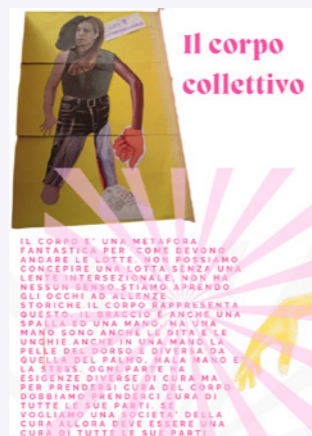 Il corpo
collettivo
IL CORPO E' UNA METAFORA
FANTASTICA PER COME DEVONO
ANDARE LE LOTTE. NON POSSIAMO
CONCEPIRE UNA LOTTA SENZA UNA
LENTE INTERSEZIONALE, NON HA
NESSUN SENSO.STIAMO APRENDO
GLI OCCHI AD ALLENZE
STORICHE.IL CORPO RAPPRESENTA
QUESTO. IL BRACCIO E ANCHE UNA
SPALLA ED UNA MANO, MA UNA
MANO SONO ANCHE LE DITA E LE
UNGHIE.ANCHE IN UNA MANO LA
PELLE DEL DORSO E DIVERSA DA
QUELLA DEL PALMO, MALA MANO E'
LA STESS. OGNI PARTE HA
ESIGENZE DIVERSE DI CURA MA
PER PRENDERSI CURA DEL CORPO
DOBBIAMO PRENDERCI CURA DI
TUTTE LE SUE PARTI. SE
VOGLIAMO UNA SOCIETA' DELLA
CURA ALLORA DEVE ESSERE UNA
CURA DI TUTTE LE SUE PARTI